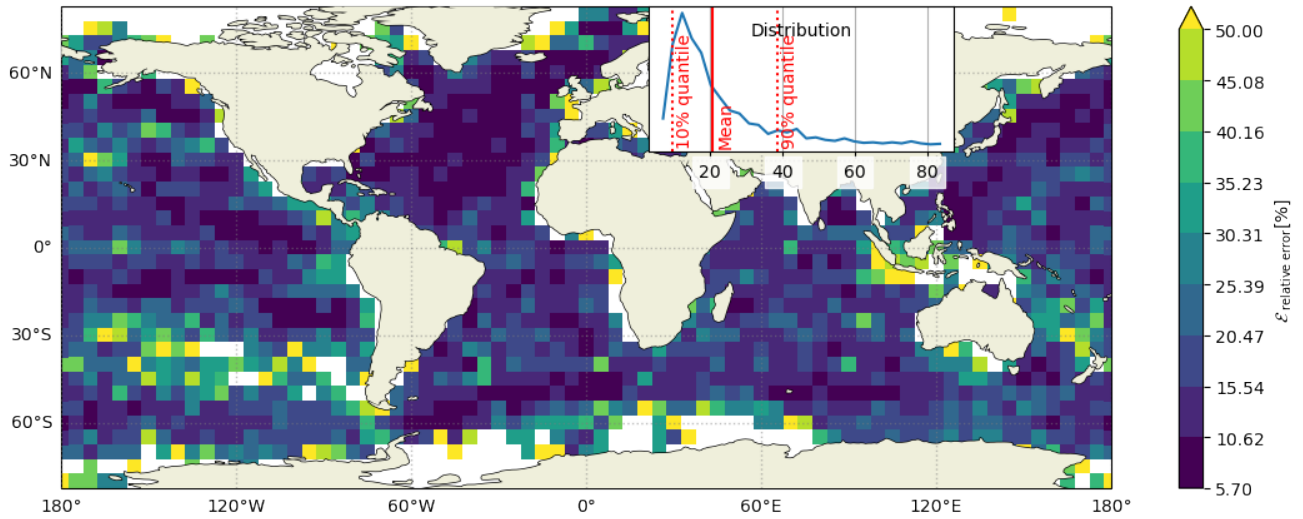 Distribution
10% quantile
Mean
90% quantile
20
40
60
80
60°N
30°N
0°
30°S
60°S
180°
120°W
60°W
0°
60°E
120°E
180°
50.00
45.08
40.16
35.23
30.31
25.39
20.47
15.54
10.62
5.70
ℰ relative error [%]